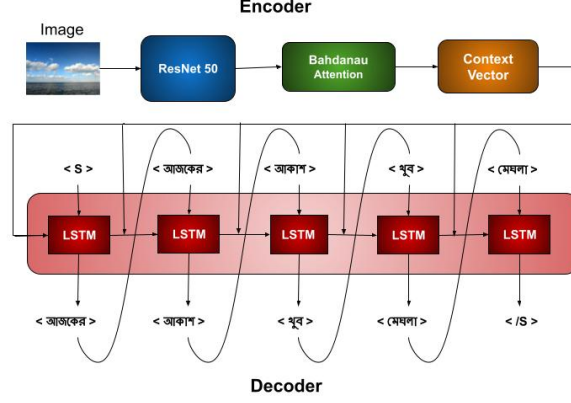 Encoder
Image
ResNet 50
Bahdanau
Attention
Context
Vector
< S >
< আজকের >
< আকাশ >
< থুব >
< মেঘলা >
LSTM
LSTM
LSTM
LSTM
LSTM
< আজকের >
< আকাশ >
< থুব >
< মেঘলা >
< /S >
Decoder